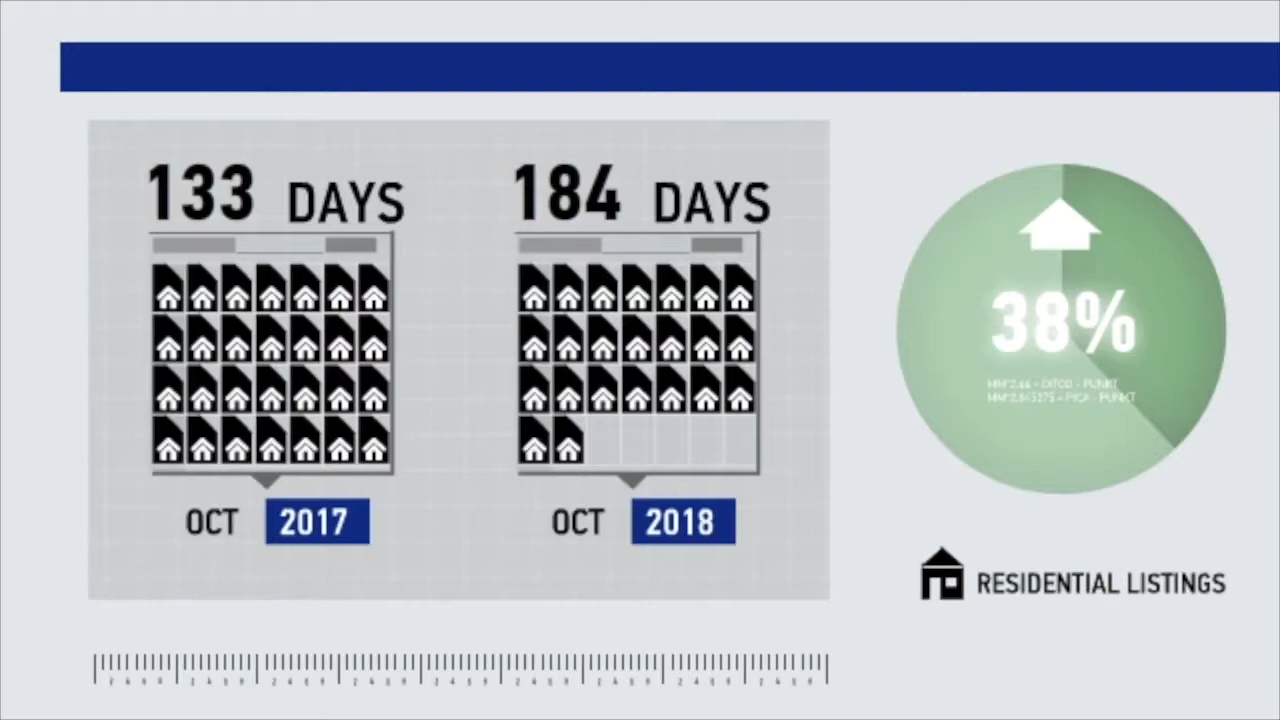 133 DAYS
184 DAYS
OCT 2017
OCT 2018
38%
RESIDENTIAL LISTINGS